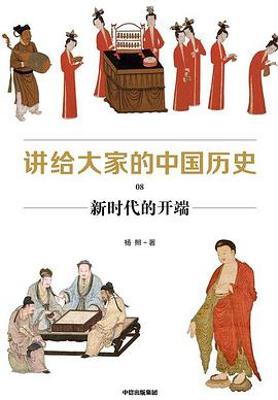 讲给大家的中国历史
08
新时代的开端
杨照-著
中信出版集团